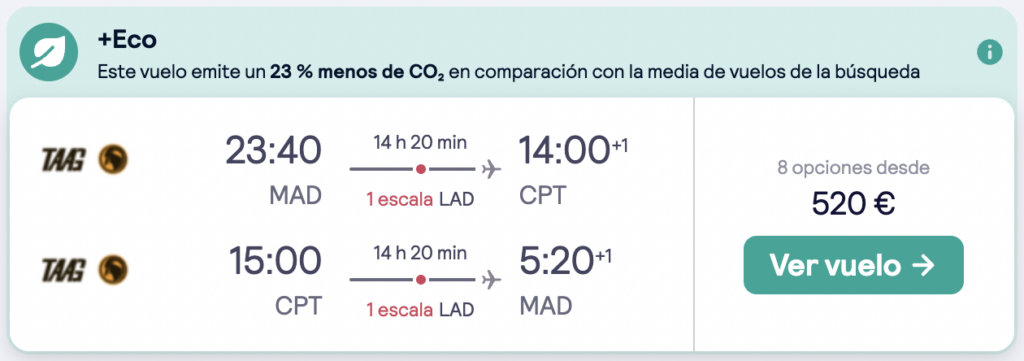 +Eco
Este vuelo emite un 23 % menos de CO₂ en comparación con la media de vuelos de la búsqueda
TAAG 23:40 14 h 20 min 14:00+1
MAD 1 escala LAD CPT
8 opciones desde
520 €
Ver vuelo →
TAAG 15:00 14 h 20 min 5:20+1
CPT 1 escala LAD MAD